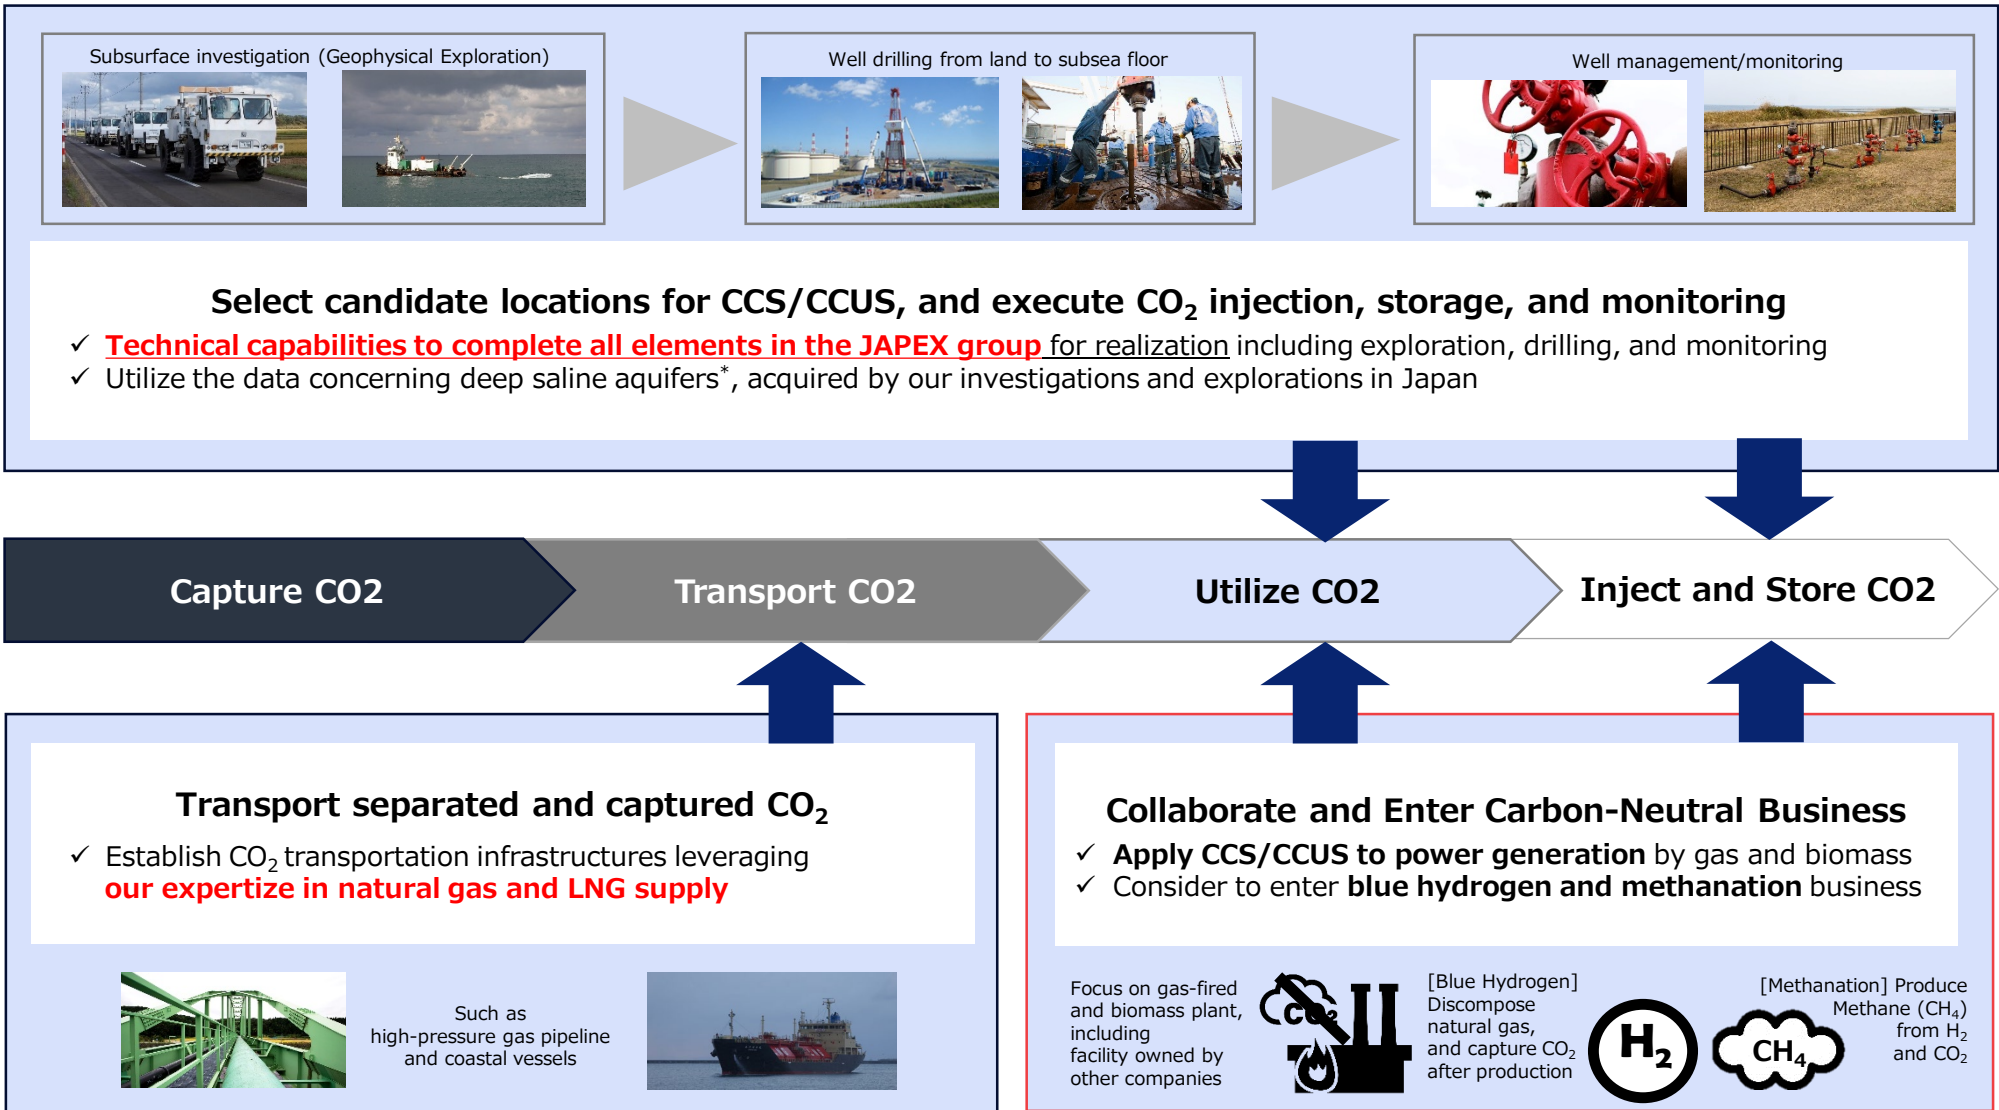 Subsurface investigation (Geophysical Exploration)
Well drilling from land to subsea floor
Well management/monitoring
Select candidate locations for CCS/CCUS, and execute CO₂ injection, storage, and monitoring
✓ Technical capabilities to complete all elements in the JAPEX group for realization including exploration, drilling, and monitoring
✓ Utilize the data concerning deep saline aquifers*, acquired by our investigations and explorations in Japan
Capture CO2
Transport CO2
Utilize CO2
Inject and Store CO2
Transport separated and captured CO₂
✓ Establish CO₂ transportation infrastructures leveraging
our expertize in natural gas and LNG supply
Such as
high-pressure gas pipeline
and coastal vessels
Collaborate and Enter Carbon-Neutral Business
✓ Apply CCS/CCUS to power generation by gas and biomass
✓ Consider to enter blue hydrogen and methanation business
Focus on gas-fired
and biomass plant,
including
facility owned by
other companies
CO₂
[Blue Hydrogen]
Discompose
natural gas,
and capture CO₂
after production
H₂
CH₄
[Methanation] Produce
Methane (CH₄)
from H₂
and CO₂